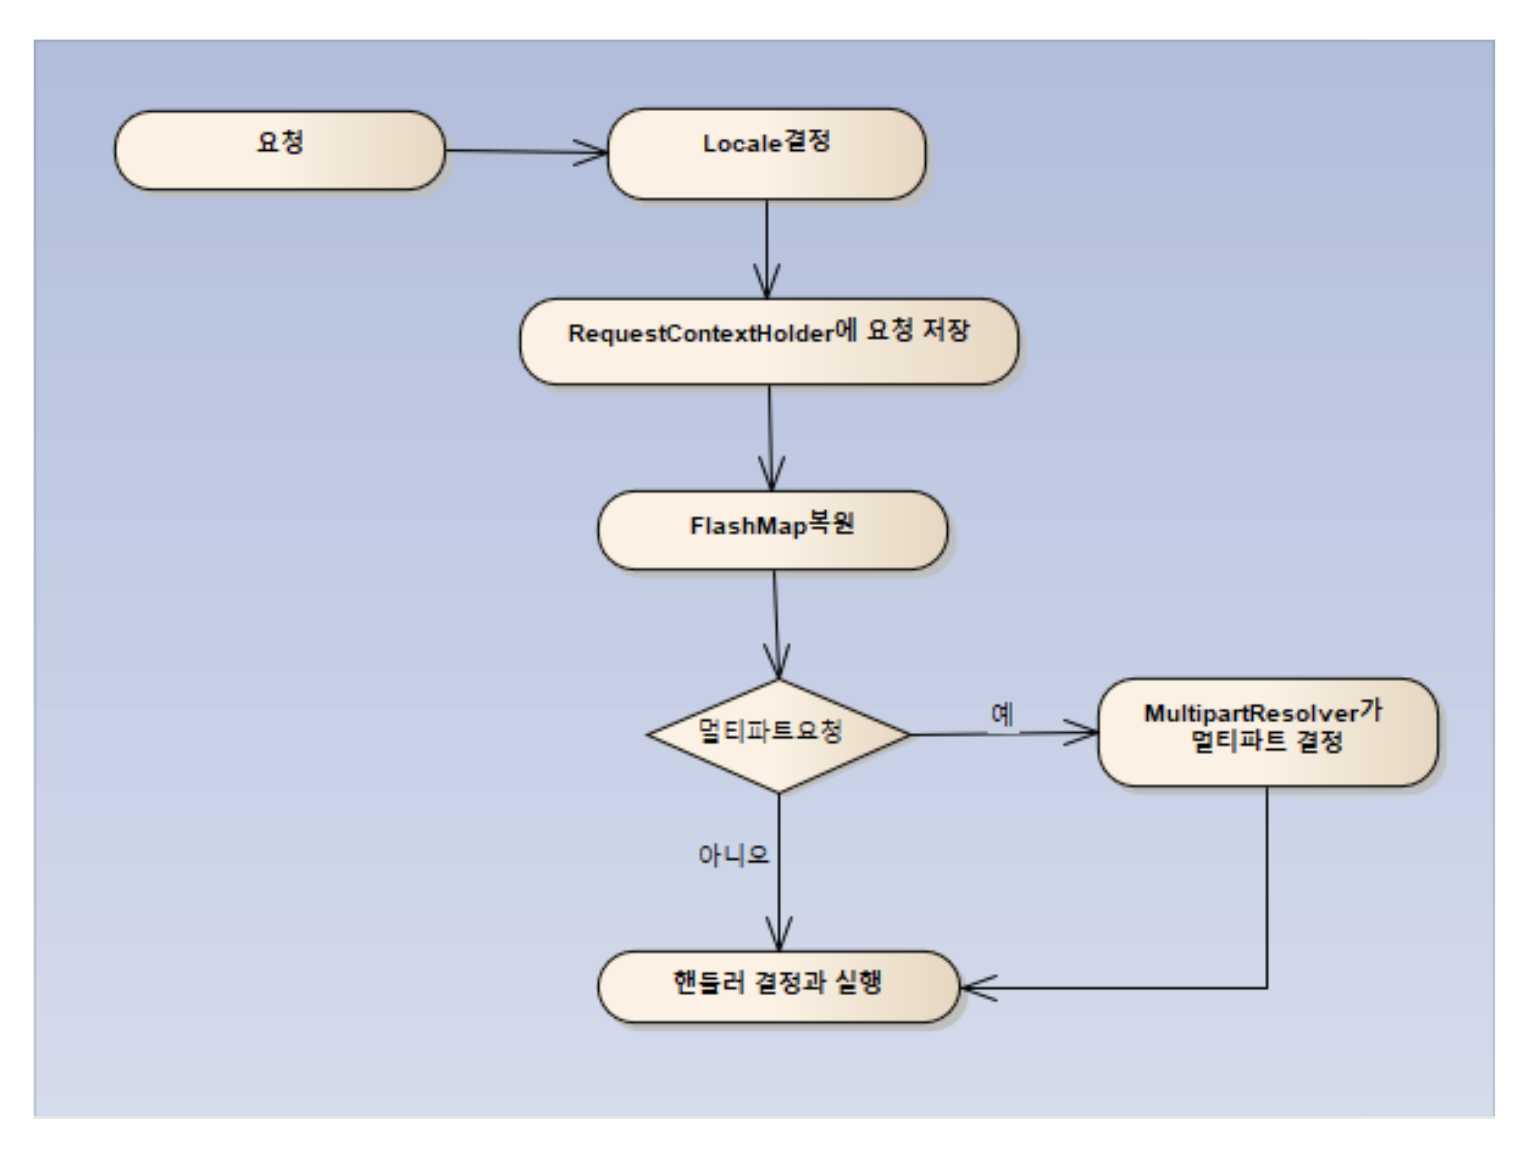 요청
Locale결정
RequestContextHolder에 요청 저장
FlashMap복원
멀티파트요청
예
MultipartResolver가
멀티파트 결정
아니오
핸들러 결정과 실행